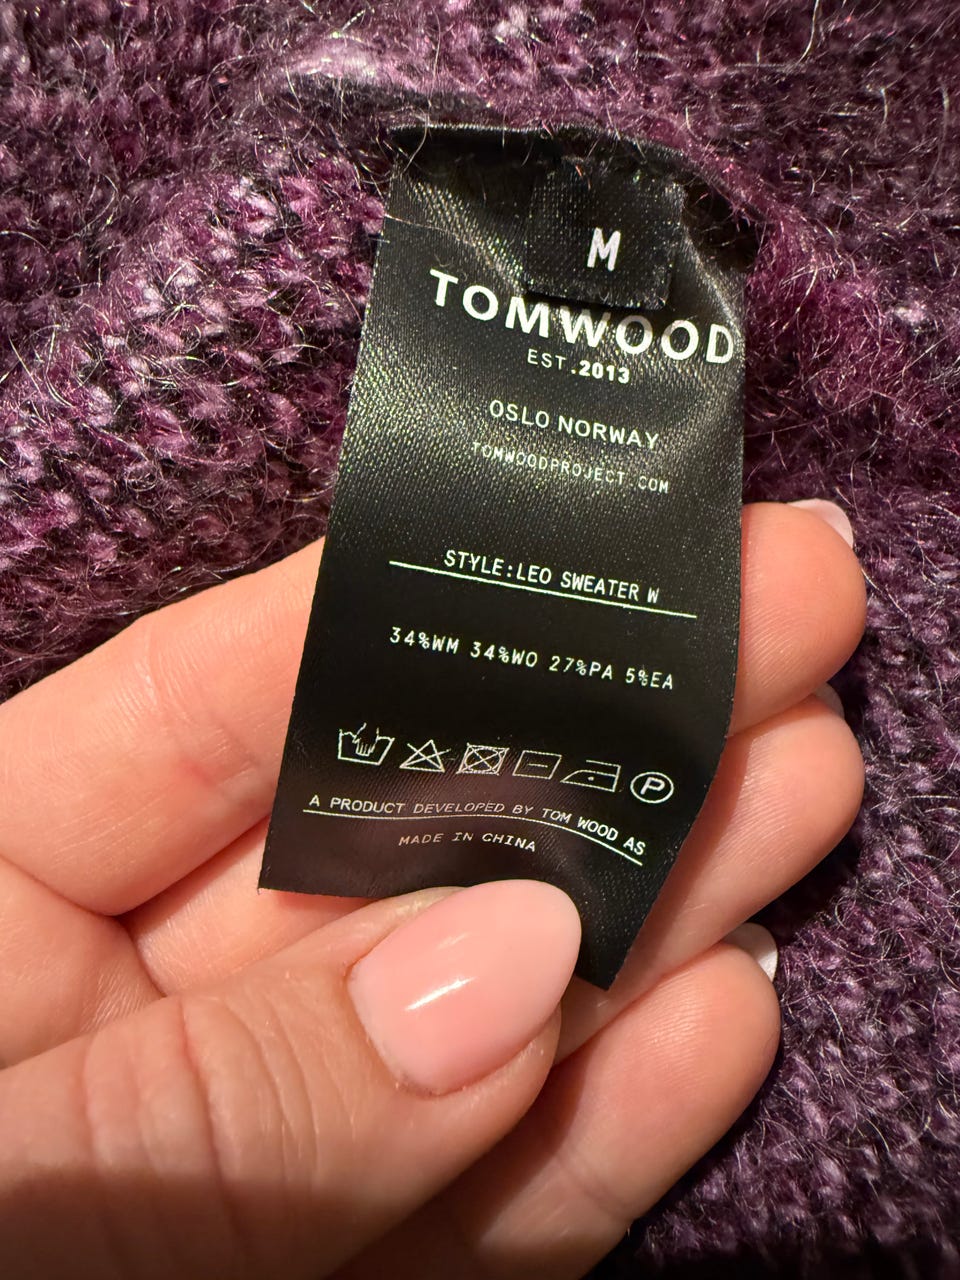 M
TOMWOOD
EST.2013
OSLO NORWAY
TOMWOODPROJECT.COM
STYLE:LEO SWEATER W
34%WM 34%WO 27%PA 5%EA
P
A PRODUCT DEVELOPED BY TOM WOOD AS
MADE IN CHINA